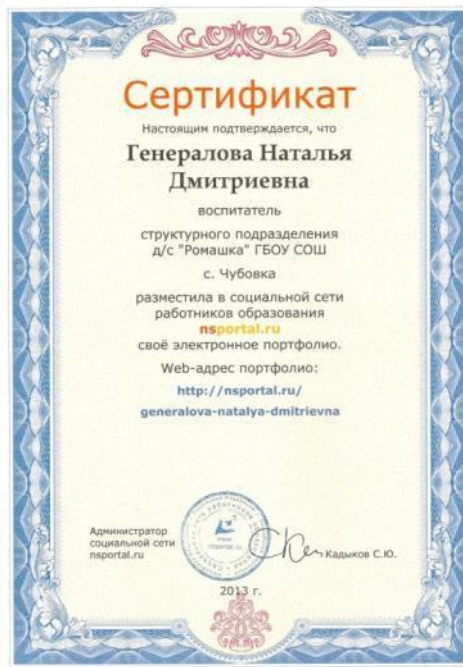 Сертификат
Настоящим подтверждается, что
Генералова Наталья
Дмитриевна
воспитатель
структурного подразделения
д/с "Ромашка" ГБОУ СОШ
с. Чубовка
разместила в социальной сети
работников образования
nsportal.ru
своё электронное портфолио.
Web-адрес портфолио:
http://nsportal.ru/
generalova-natalya-dmitrievna
Администратор
социальной сети
nsportal.ru
Кадыков С.Ю.
2013 г.